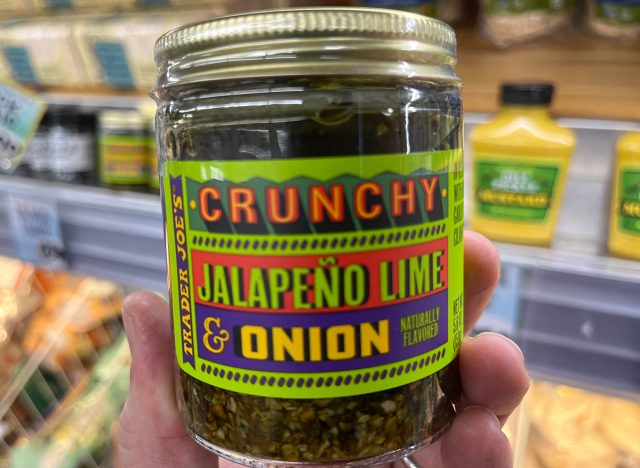 TRADER JOE'S
CRUNCHY
JALAPEÑO LIME
& ONION
NATURALLY
FLAVORED